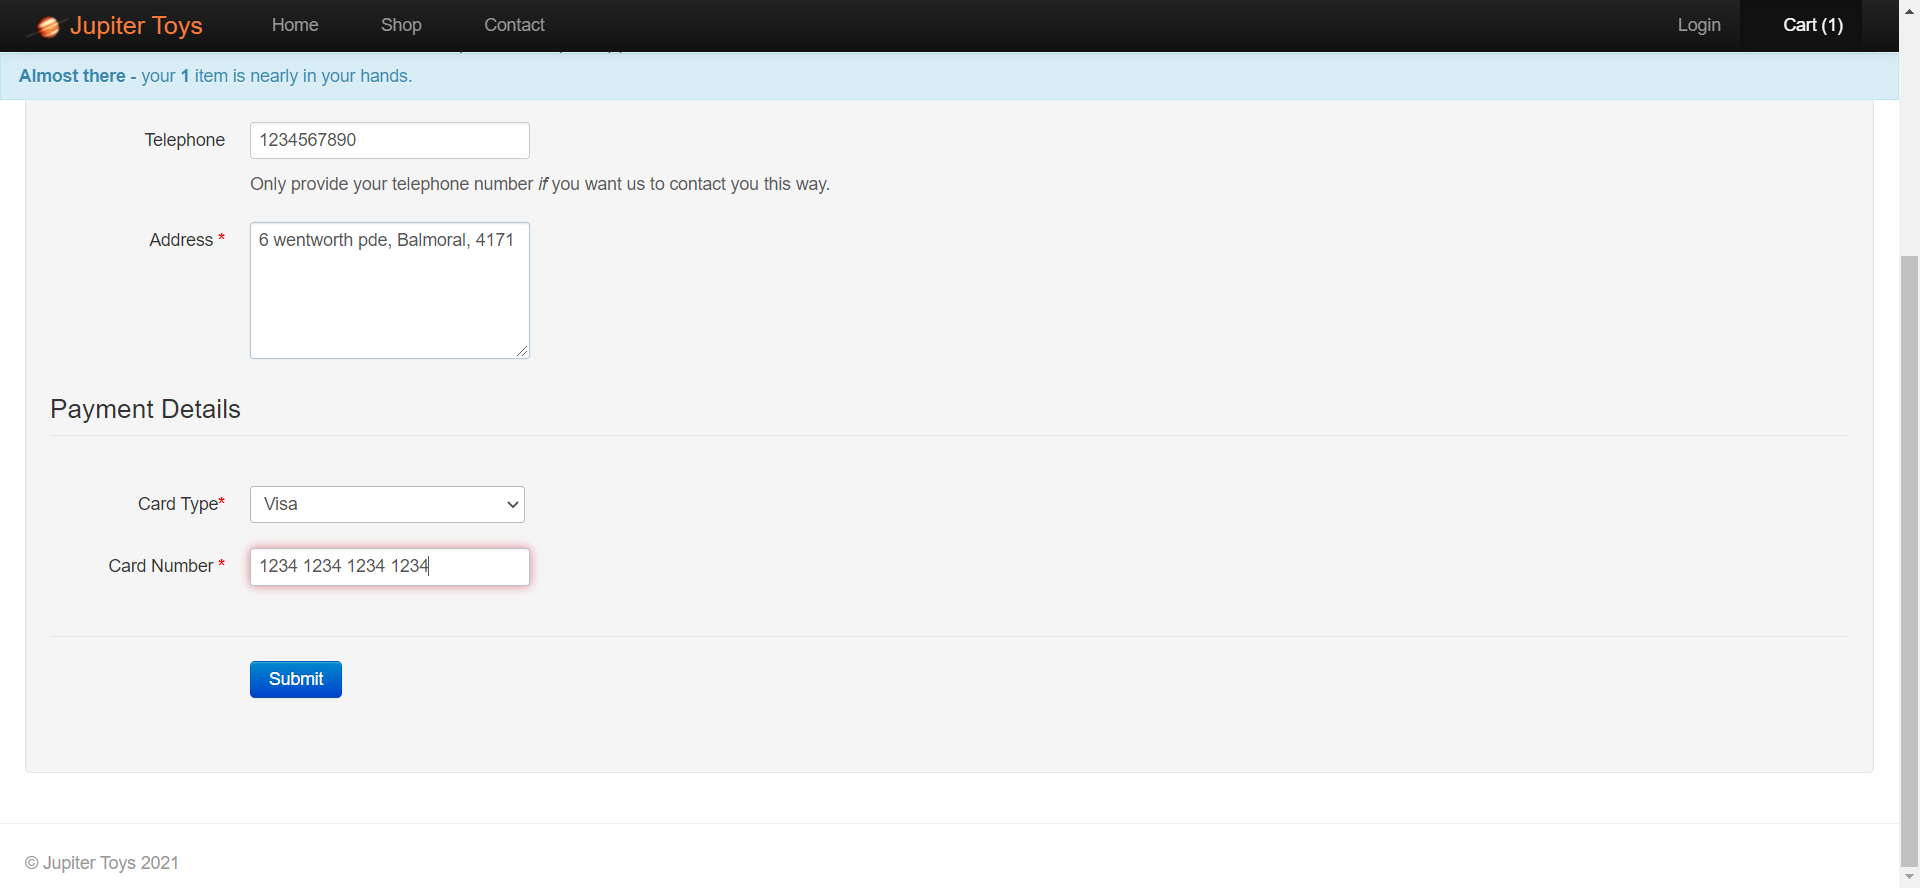 Jupiter Toys Home Shop Contact Login Cart (1)
Almost there - your 1 item is nearly in your hands.
Telephone 1234567890
Only provide your telephone number if you want us to contact you this way.
Address * 6 wentworth pde, Balmoral, 4171
Payment Details
Card Type* Visa
Card Number * 1234 1234 1234 1234
Submit
© Jupiter Toys 2021